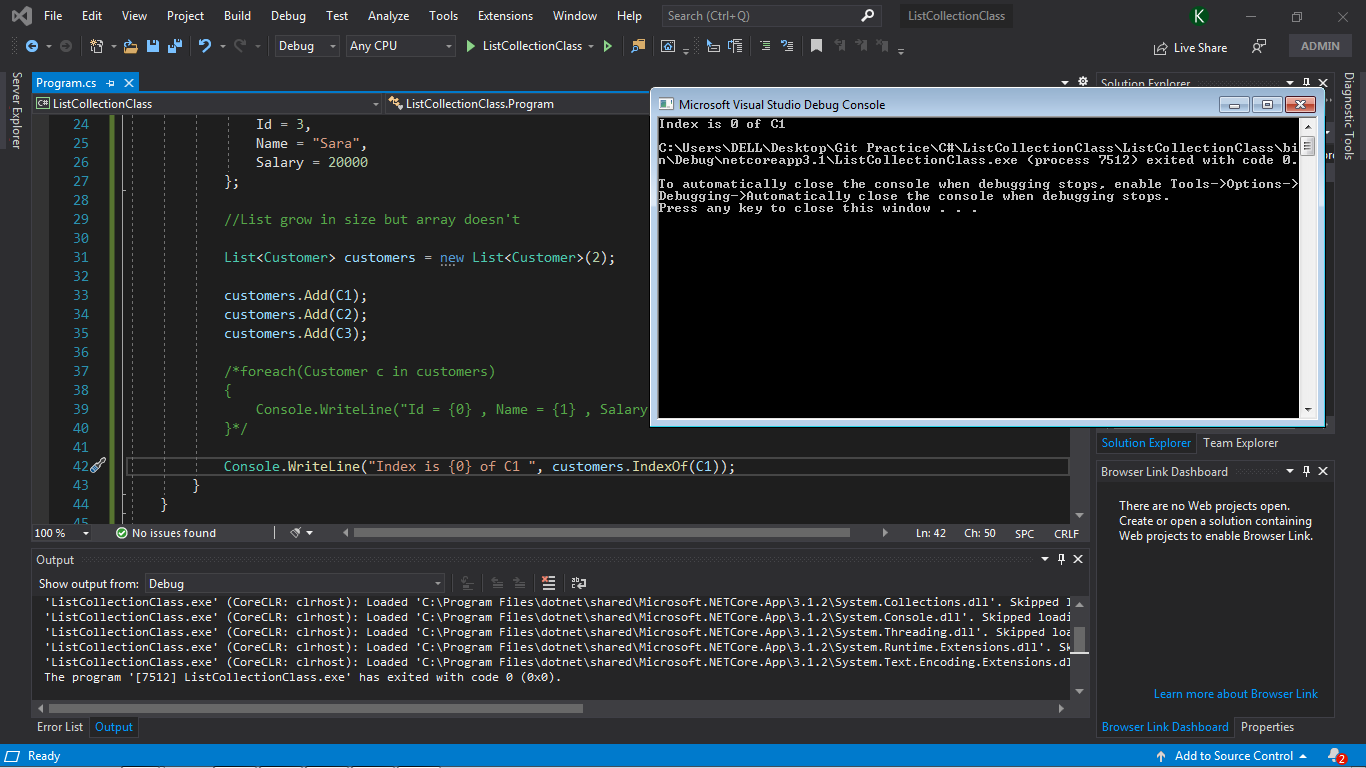 File Edit View Project Build Debug Test Analyze Tools Extensions Window Help Search (Ctrl+Q) ListCollectionClass K
Debug Any CPU ListCollectionClass Live Share ADMIN
Server Explorer
Program.cs
ListCollectionClass ListCollectionClass.Program
24 Id = 3,
25 Name = "Sara",
26 Salary = 20000
27 };
28
29 //List grow in size but array doesn't
30
31 List<Customer> customers = new List<Customer>(2);
32
33 customers.Add(C1);
34 customers.Add(C2);
35 customers.Add(C3);
36
37 /*foreach(Customer c in customers)
38 {
39 Console.WriteLine("Id = {0} , Name = {1} , Salary
40 }*/
41
42 Console.WriteLine("Index is {0} of C1 ", customers.IndexOf(C1));
43 }
44 }
45
100 % No issues found Ln: 42 Ch: 50 SPC CRLF
Microsoft Visual Studio Debug Console
Index is 0 of C1
C:\Users\DELL\Desktop\Git Practice\C#\ListCollectionClass\ListCollectionClass\bi
n\Debug\netcoreapp3.1\ListCollectionClass.exe (process 7512) exited with code 0.
To automatically close the console when debugging stops, enable Tools->Options->
Debugging->Automatically close the console when debugging stops.
Press any key to close this window . . .
Solution Explorer
Diagnostic Tools
Solution Explorer Team Explorer
Browser Link Dashboard
There are no Web projects open.
Create or open a solution containing
Web projects to enable Browser Link.
Learn more about Browser Link
Browser Link Dashboard Properties
Output
Show output from: Debug
'ListCollectionClass.exe' (CoreCLR: clrhost): Loaded 'C:\Program Files\dotnet\shared\Microsoft.NETCore.App\3.1.2\System.Collections.dll'. Skipped
'ListCollectionClass.exe' (CoreCLR: clrhost): Loaded 'C:\Program Files\dotnet\shared\Microsoft.NETCore.App\3.1.2\System.Console.dll'. Skipped loadi
'ListCollectionClass.exe' (CoreCLR: clrhost): Loaded 'C:\Program Files\dotnet\shared\Microsoft.NETCore.App\3.1.2\System.Threading.dll'. Skipped loa
'ListCollectionClass.exe' (CoreCLR: clrhost): Loaded 'C:\Program Files\dotnet\shared\Microsoft.NETCore.App\3.1.2\System.Runtime.Extensions.dll'. Sk
'ListCollectionClass.exe' (CoreCLR: clrhost): Loaded 'C:\Program Files\dotnet\shared\Microsoft.NETCore.App\3.1.2\System.Text.Encoding.Extensions.dl
The program '[7512] ListCollectionClass.exe' has exited with code 0 (0x0).
Error List Output
Ready Add to Source Control 2